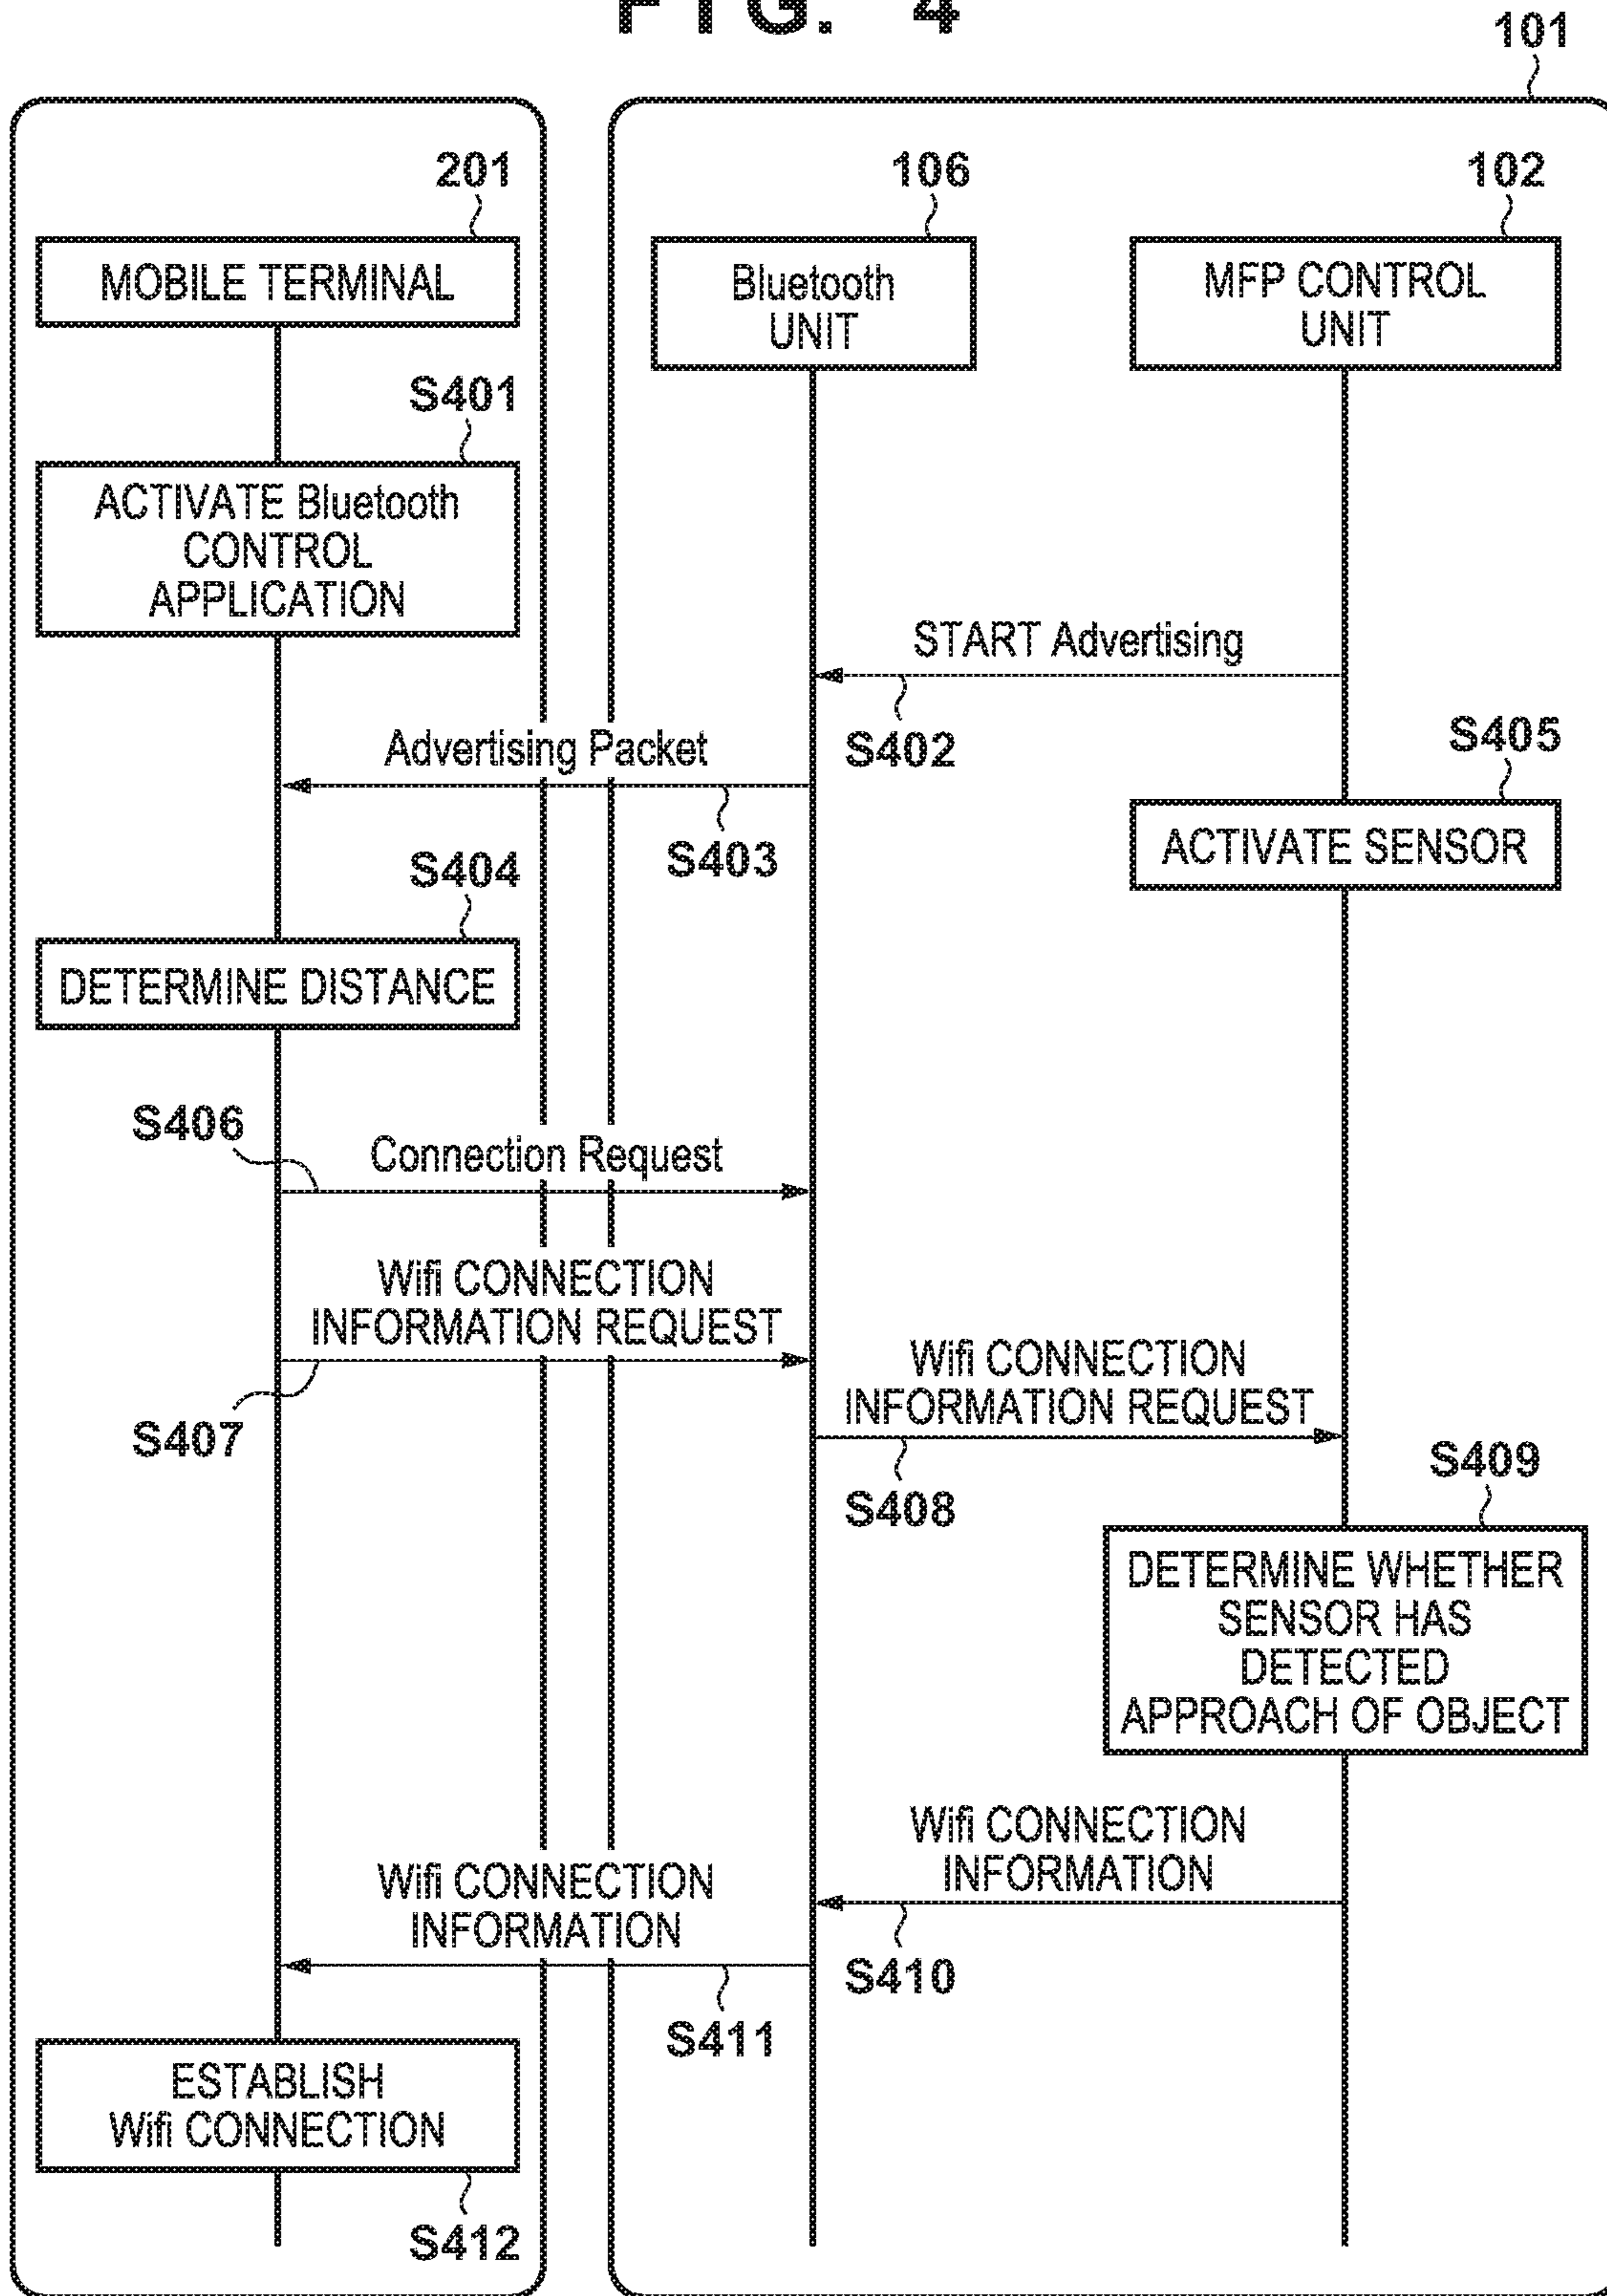 FIG. 4
101
201
106
102
MOBILE TERMINAL
Bluetooth
UNIT
MFP CONTROL
UNIT
S401
ACTIVATE Bluetooth
CONTROL
APPLICATION
START Advertising
S402
Advertising Packet
S403
S405
ACTIVATE SENSOR
S404
DETERMINE DISTANCE
S406
Connection Request
Wifi CONNECTION
INFORMATION REQUEST
S407
Wifi CONNECTION
INFORMATION REQUEST
S408
S409
DETERMINE WHETHER
SENSOR HAS
DETECTED
APPROACH OF OBJECT
Wifi CONNECTION
INFORMATION
S410
Wifi CONNECTION
INFORMATION
S411
ESTABLISH
Wifi CONNECTION
S412